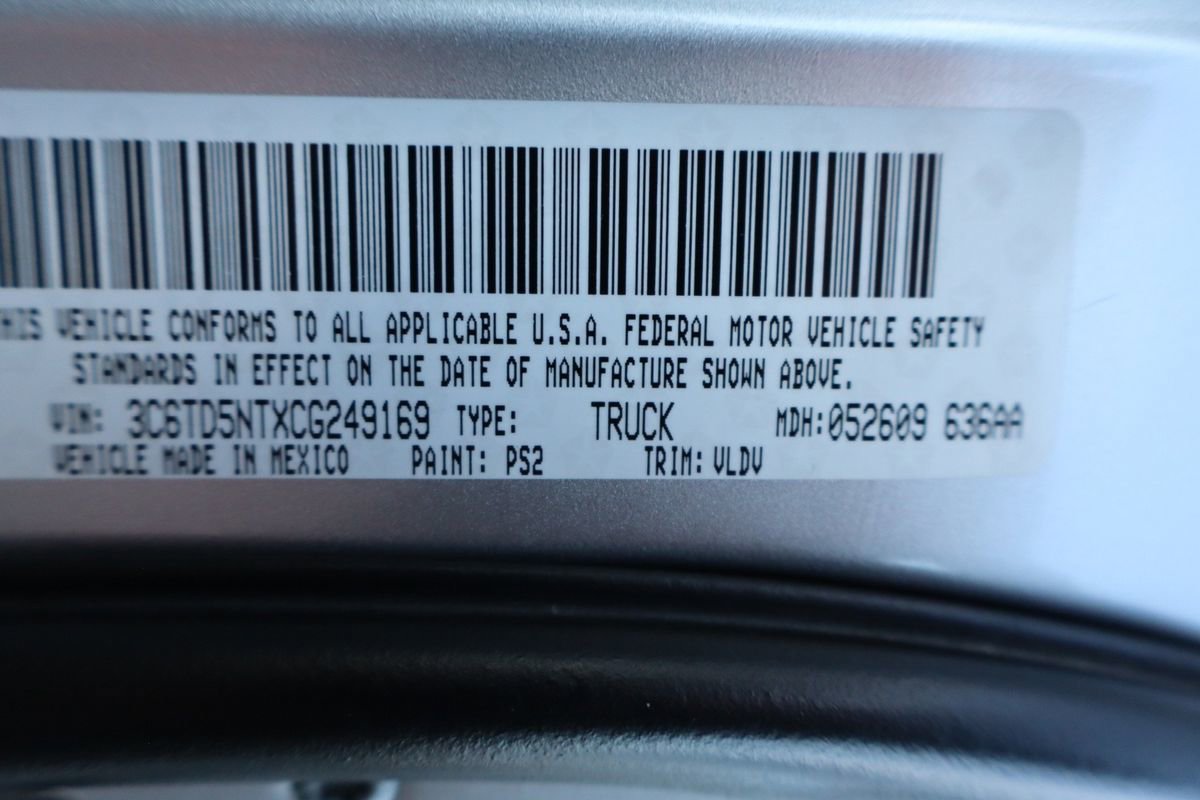 THIS VEHICLE CONFORMS TO ALL APPLICABLE U.S.A. FEDERAL MOTOR VEHICLE SAFETY
STANDARDS IN EFFECT ON THE DATE OF MANUFACTURE SHOWN ABOVE.
VIN: 3C6TD5NTXCG249169 TYPE: TRUCK MDH:052609 636AA
VEHICLE MADE IN MEXICO PAINT: PS2 TRIM: VLDV